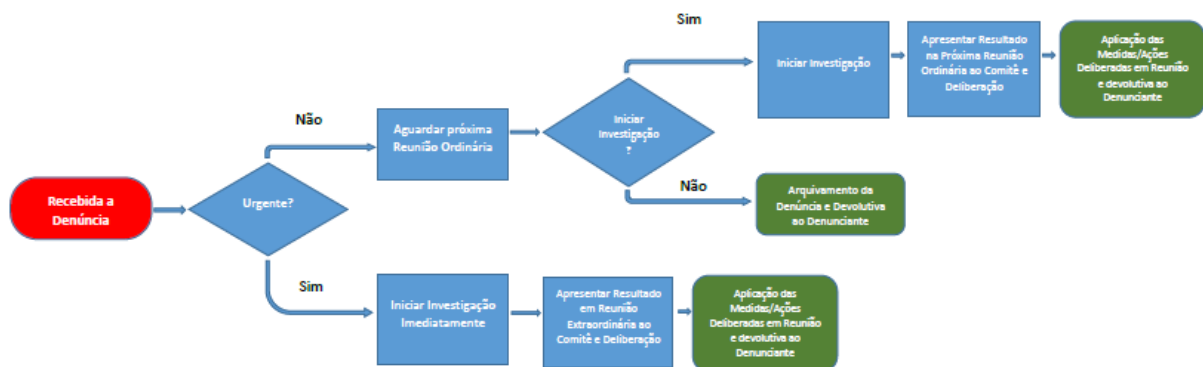 Sim
Iniciar Investigação
Apresentar Resultado
na Próxima Reunião
Ordinária ao Comitê e
Deliberação
Aplicação das
Medidas/Ações
Deliberadas em Reunião
e devolutiva ao
Denunciante
Não
Aguardar próxima
Reunião Ordinária
Iniciar
Investigação
?
Não
Arquivamento da
Denúncia e Devolutiva
ao Denunciante
Recebida a
Denúncia
Urgente?
Sim
Iniciar Investigação
Imediatamente
Apresentar Resultado
em Reunião
Extraordinária ao
Comitê e Deliberação
Aplicação das
Medidas/Ações
Deliberadas em Reunião
e devolutiva ao
Denunciante